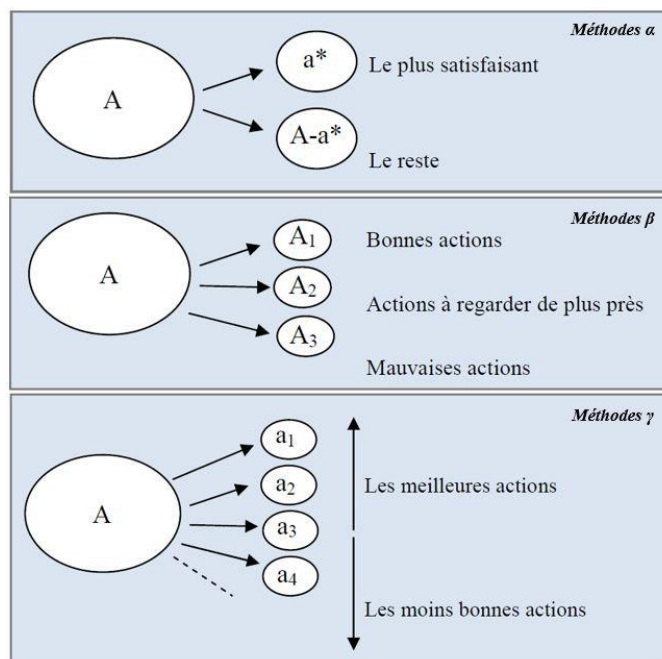 Méthodes α
A
a*
Le plus satisfaisant
A-a*
Le reste
Méthodes β
A
A₁
Bonnes actions
A₂
Actions à regarder de plus près
A₃
Mauvaises actions
Méthodes γ
A
a₁
a₂
Les meilleures actions
a₃
a₄
Les moins bonnes actions